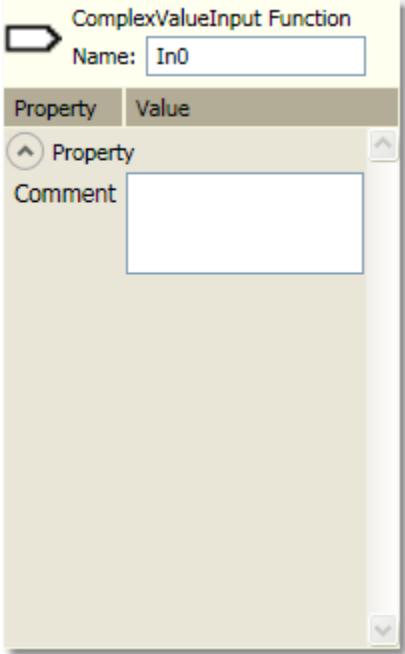 ComplexValueInput Function
Name: In0
Property Value
Property
Comment